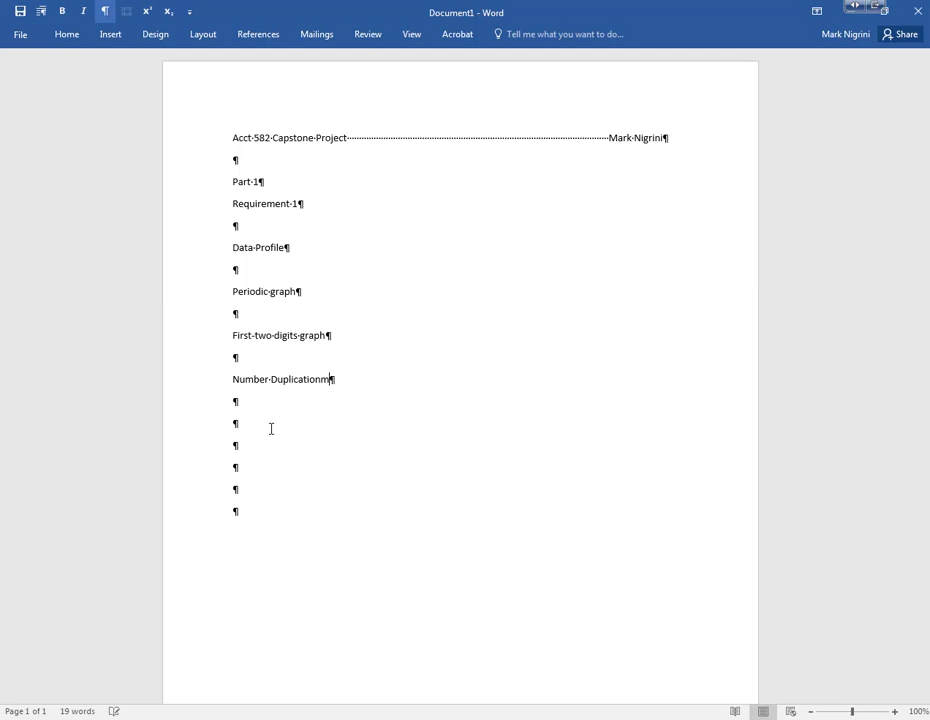 Document1 - Word
File Home Insert Design Layout References Mailings Review View Acrobat Tell me what you want to do... Mark Nigrini Share
Acct 582 Capstone Project Mark Nigrini¶
¶
Part 1¶
Requirement 1¶
¶
Data Profile¶
¶
Periodic graph¶
¶
First-two-digits graph¶
¶
Number Duplicationm¶
¶
¶
¶
¶
¶
¶
Page 1 of 1 19 words 100%